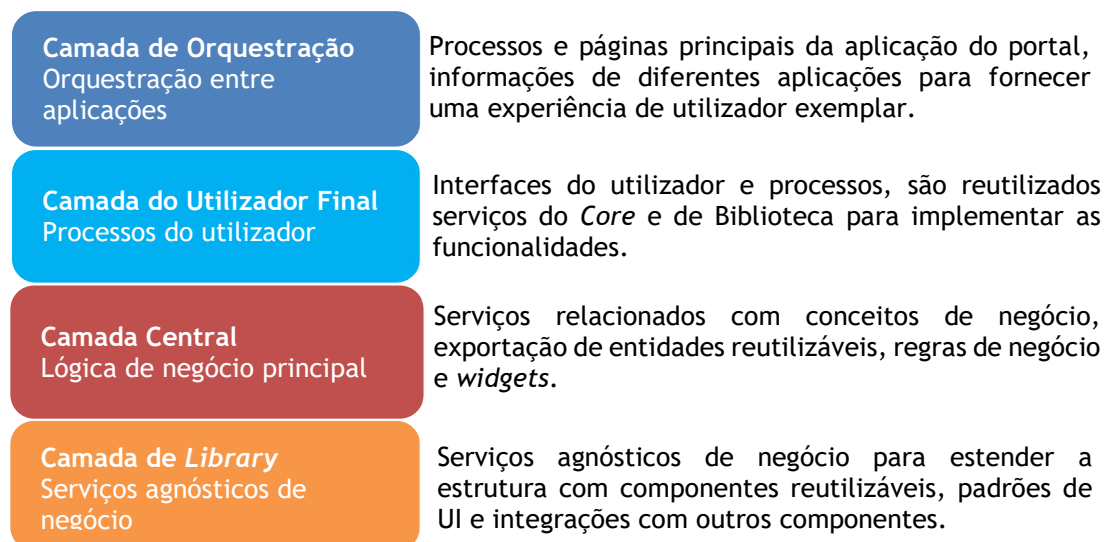 Camada de Orquestração
Orquestração entre
aplicações
Processos e páginas principais da aplicação do portal,
informações de diferentes aplicações para fornecer
uma experiência de utilizador exemplar.
Camada do Utilizador Final
Processos do utilizador
Interfaces do utilizador e processos, são reutilizados
serviços do Core e de Biblioteca para implementar as
funcionalidades.
Camada Central
Lógica de negócio principal
Serviços relacionados com conceitos de negócio,
exportação de entidades reutilizáveis, regras de negócio
e widgets.
Camada de Library
Serviços agnósticos de
negócio
Serviços agnósticos de negócio para estender a
estrutura com componentes reutilizáveis, padrões de
UI e integrações com outros componentes.